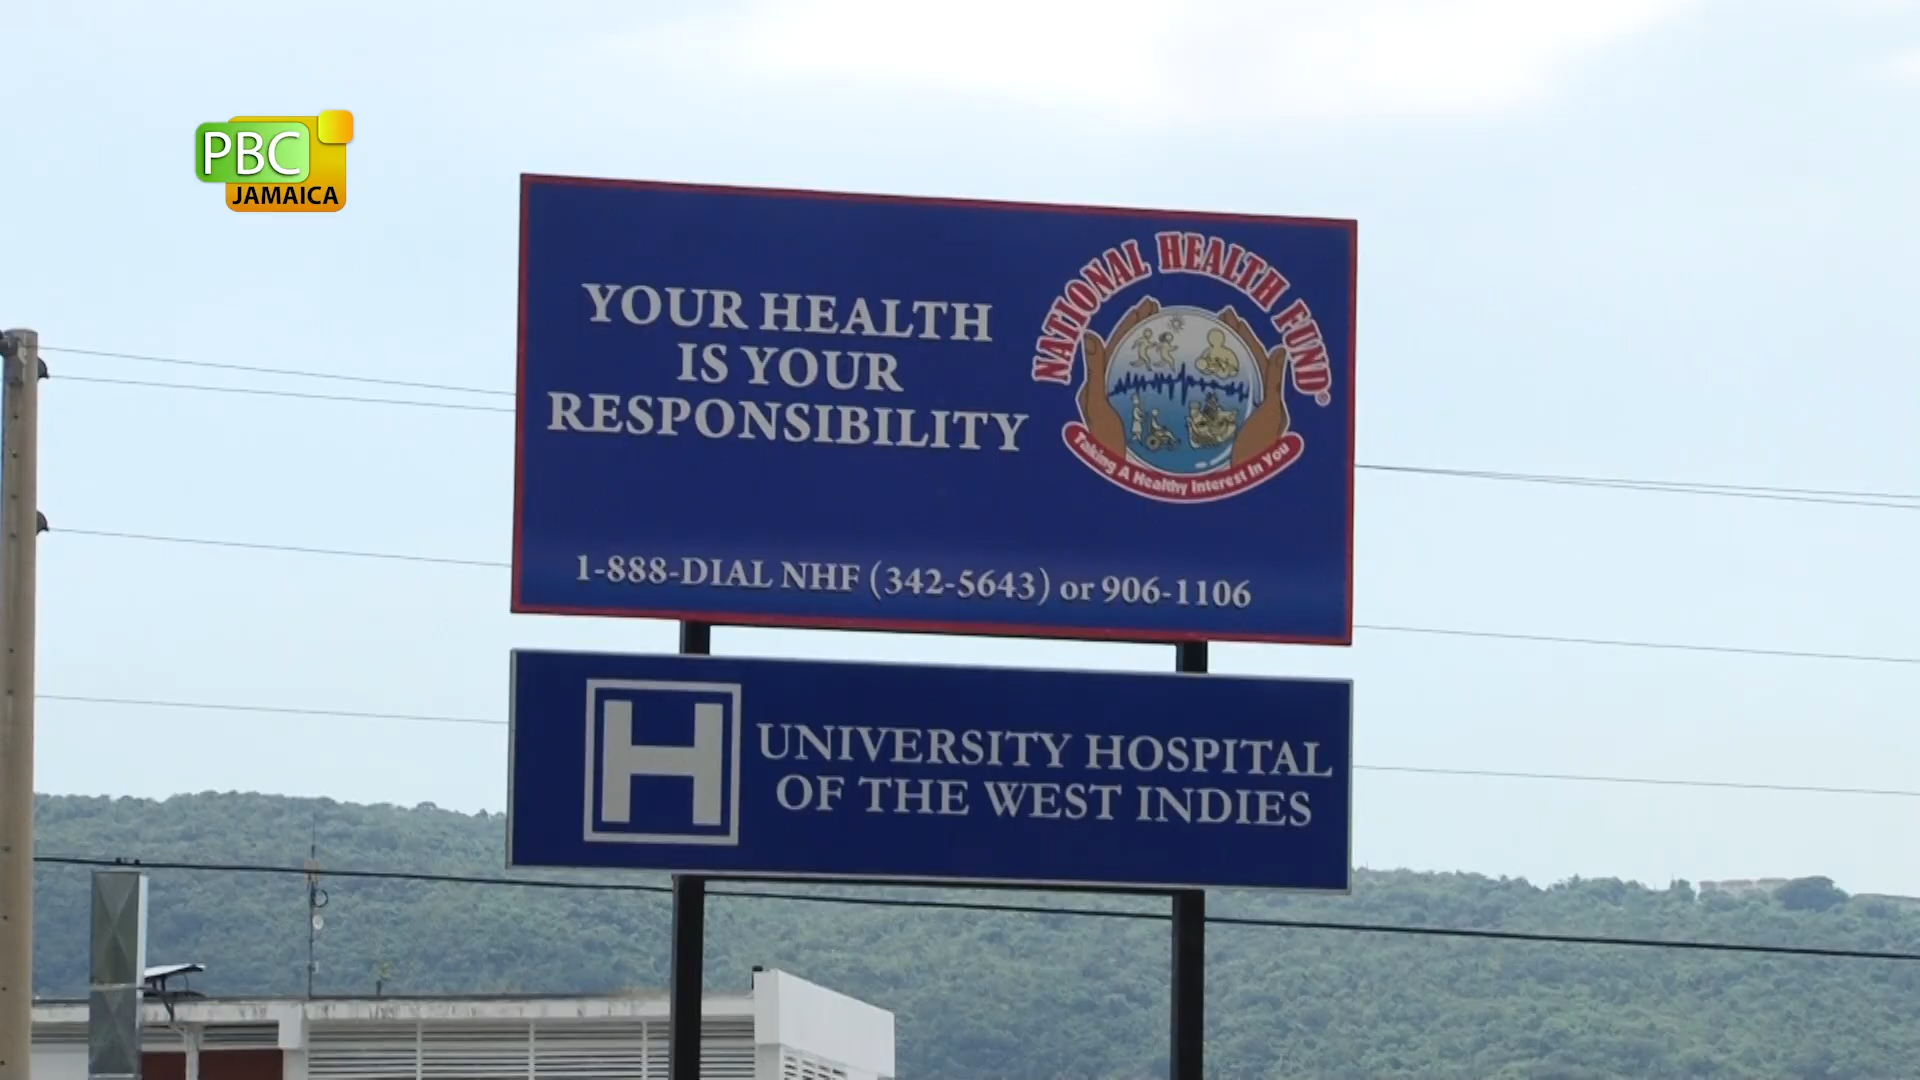 PBC
JAMAICA
YOUR HEALTH
IS YOUR
RESPONSIBILITY
NATIONAL HEALTH FUND®
Taking A Healthy Interest In You
1-888-DIAL NHF (342-5643) or 906-1106
H
UNIVERSITY HOSPITAL
OF THE WEST INDIES